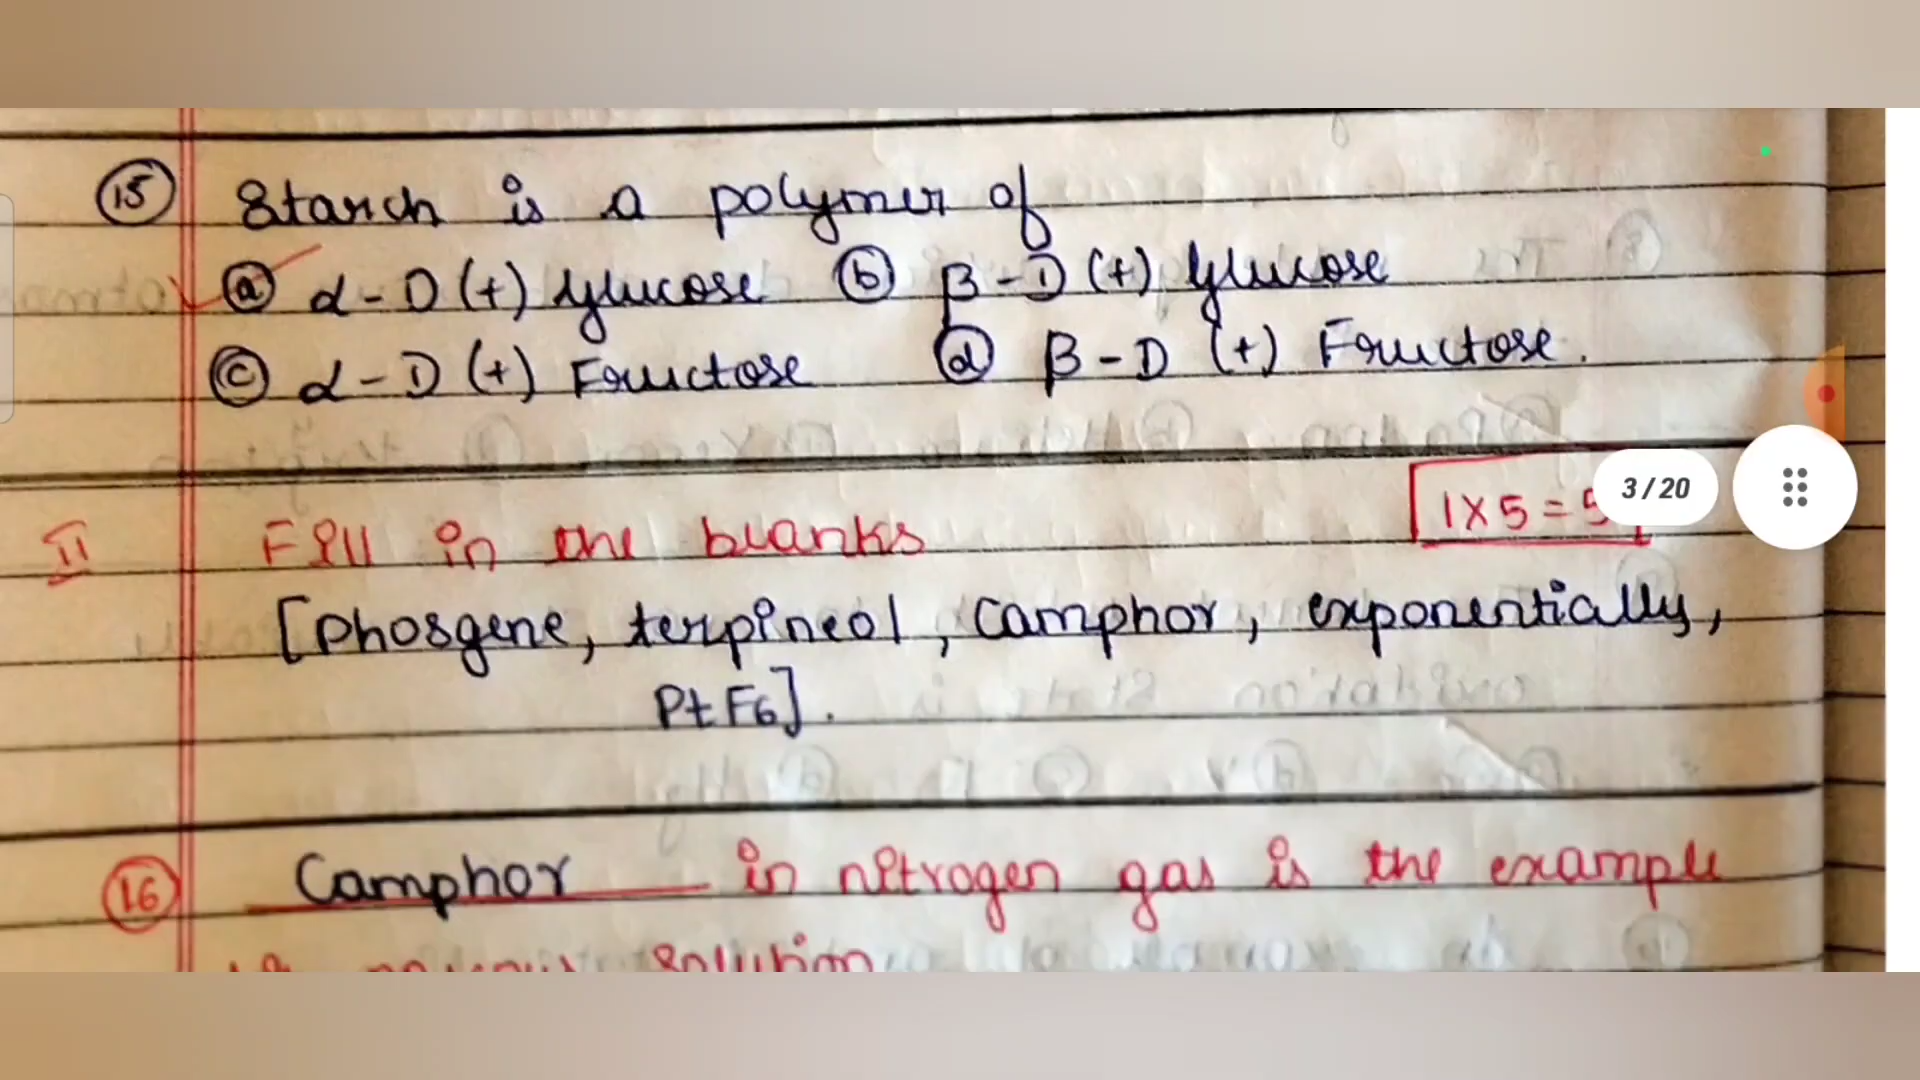 15 Starch is a polymer of
a α-D(+) glucose b β-D(+) glucose
c α-D(+) Fructose d β-D (+) Fructose.
3/20
II Fill in the blanks 1×5=5
[phosgene, terpineol, camphor, exponentially,
PtF6].
16 Camphor in nitrogen gas is the example
solution